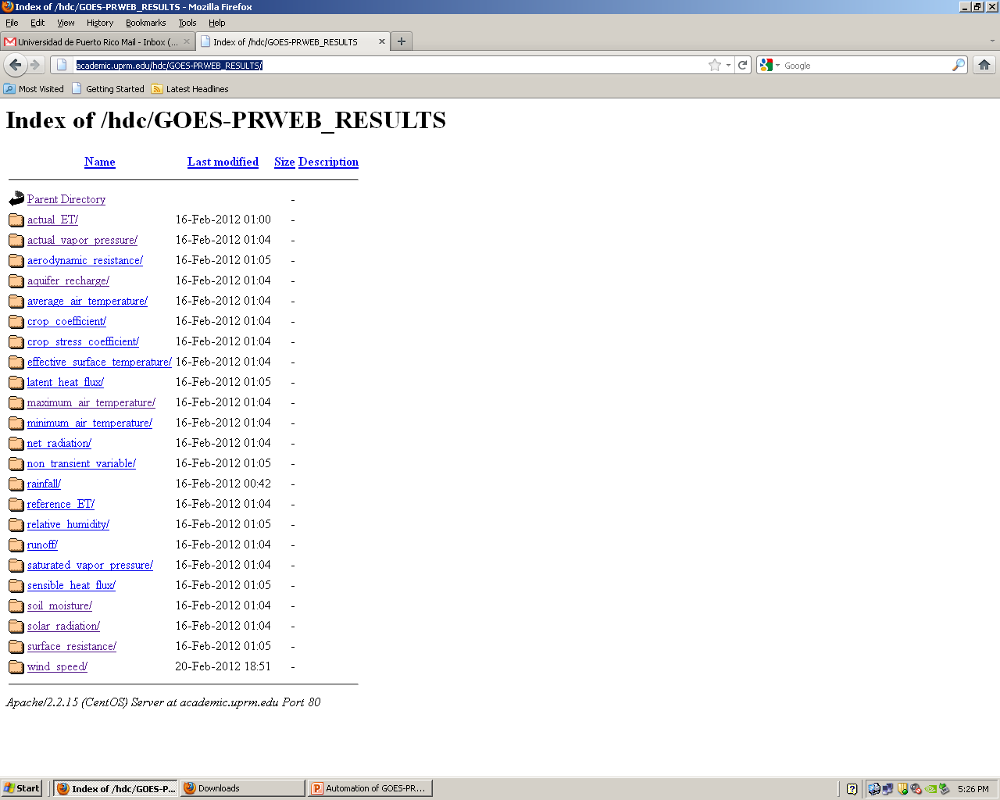 Index of /hdc/GOES-PRWEB_RESULTS - Mozilla Firefox
File Edit View History Bookmarks Tools Help
Universidad de Puerto Rico Mail - Inbox (... Index of /hdc/GOES-PRWEB_RESULTS
academic.uprm.edu/hdc/GOES-PRWEB_RESULTS/ Google
Most Visited Getting Started Latest Headlines
Index of /hdc/GOES-PRWEB_RESULTS
Name Last modified Size Description
Parent Directory -
actual_ET/ 16-Feb-2012 01:00 -
actual_vapor_pressure/ 16-Feb-2012 01:04 -
aerodynamic_resistance/ 16-Feb-2012 01:05 -
aquifer_recharge/ 16-Feb-2012 01:04 -
average_air_temperature/ 16-Feb-2012 01:04 -
crop_coefficient/ 16-Feb-2012 01:04 -
crop_stress_coefficient/ 16-Feb-2012 01:04 -
effective_surface_temperature/ 16-Feb-2012 01:04 -
latent_heat_flux/ 16-Feb-2012 01:05 -
maximum_air_temperature/ 16-Feb-2012 01:04 -
minimum_air_temperature/ 16-Feb-2012 01:04 -
net_radiation/ 16-Feb-2012 01:04 -
non_transient_variable/ 16-Feb-2012 01:05 -
rainfall/ 16-Feb-2012 00:42 -
reference_ET/ 16-Feb-2012 01:04 -
relative_humidity/ 16-Feb-2012 01:05 -
runoff/ 16-Feb-2012 01:04 -
saturated_vapor_pressure/ 16-Feb-2012 01:04 -
sensible_heat_flux/ 16-Feb-2012 01:05 -
soil_moisture/ 16-Feb-2012 01:04 -
solar_radiation/ 16-Feb-2012 01:04 -
surface_resistance/ 16-Feb-2012 01:05 -
wind_speed/ 20-Feb-2012 18:51 -
Apache/2.2.15 (CentOS) Server at academic.uprm.edu Port 80
Start Index of /hdc/GOES-P... Downloads Automation of GOES-PR... 5:26 PM